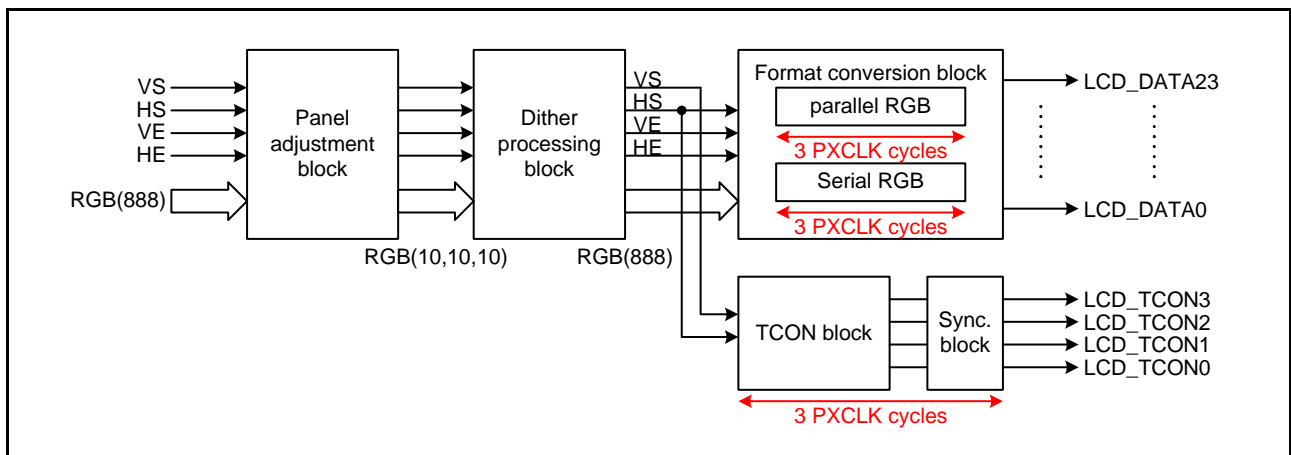 VS
HS
VE
HE
RGB(888)
Panel
adjustment
block
RGB(10,10,10)
Dither
processing
block
RGB(888)
VS
HS
VE
HE
Format conversion block
parallel RGB
3 PXCLK cycles
Serial RGB
3 PXCLK cycles
LCD_DATA23
LCD_DATA0
TCON block
Sync.
block
3 PXCLK cycles
LCD_TCON3
LCD_TCON2
LCD_TCON1
LCD_TCON0